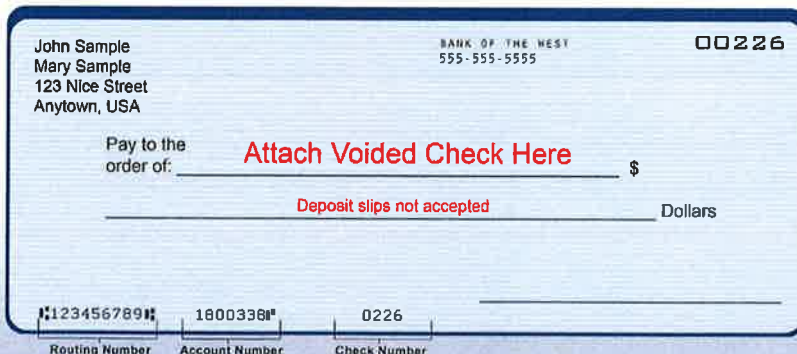 John Sample
Mary Sample
123 Nice Street
Anytown, USA
BANK OF THE WEST
555-555-5555
00226
Pay to the
order of: Attach Voided Check Here $
Deposit slips not accepted Dollars
⑆123456789⑆ 1800338⑈ 0226
Routing Number Account Number Check Number